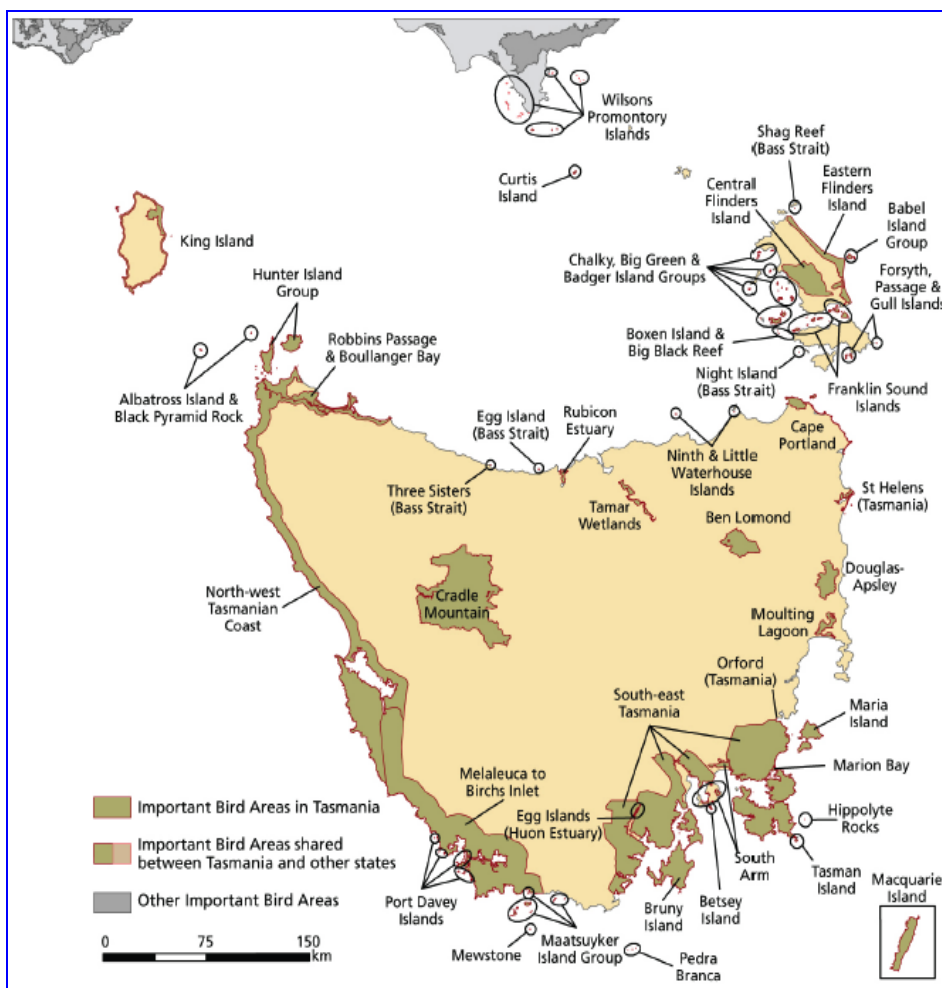 Wilsons
Promontory
Islands
Shag Reef
(Bass Strait)
Curtis
Island
Central
Flinders
Island
Eastern
Flinders
Island
Babel
Island
Group
King Island
Hunter Island
Group
Chalky, Big Green &
Badger Island Groups
Forsyth,
Passage &
Gull Islands
Robbins Passage
& Boullanger Bay
Boxen Island &
Big Black Reef
Albatross Island &
Black Pyramid Rock
Night Island
(Bass Strait)
Franklin Sound
Islands
Egg Island
(Bass Strait)
Rubicon
Estuary
Cape
Portland
Three Sisters
(Bass Strait)
Ninth & Little
Waterhouse
Islands
St Helens
(Tasmania)
Tamar
Wetlands
Ben Lomond
North-west
Tasmanian
Coast
Cradle
Mountain
Douglas-
Apsley
Moulting
Lagoon
Orford
(Tasmania)
South-east
Tasmania
Maria
Island
Marion Bay
Melaleuca to
Birchs Inlet
Important Bird Areas in Tasmania
Egg Islands
(Huon Estuary)
Hippolyte
Rocks
Important Bird Areas shared
between Tasmania and other states
South
Arm
Tasman
Island
Other Important Bird Areas
Port Davey
Islands
Bruny
Island
Betsey
Island
Macquarie
Island
0 75 150
km
Mewstone
Maatsuyker
Island Group
Pedra
Branca